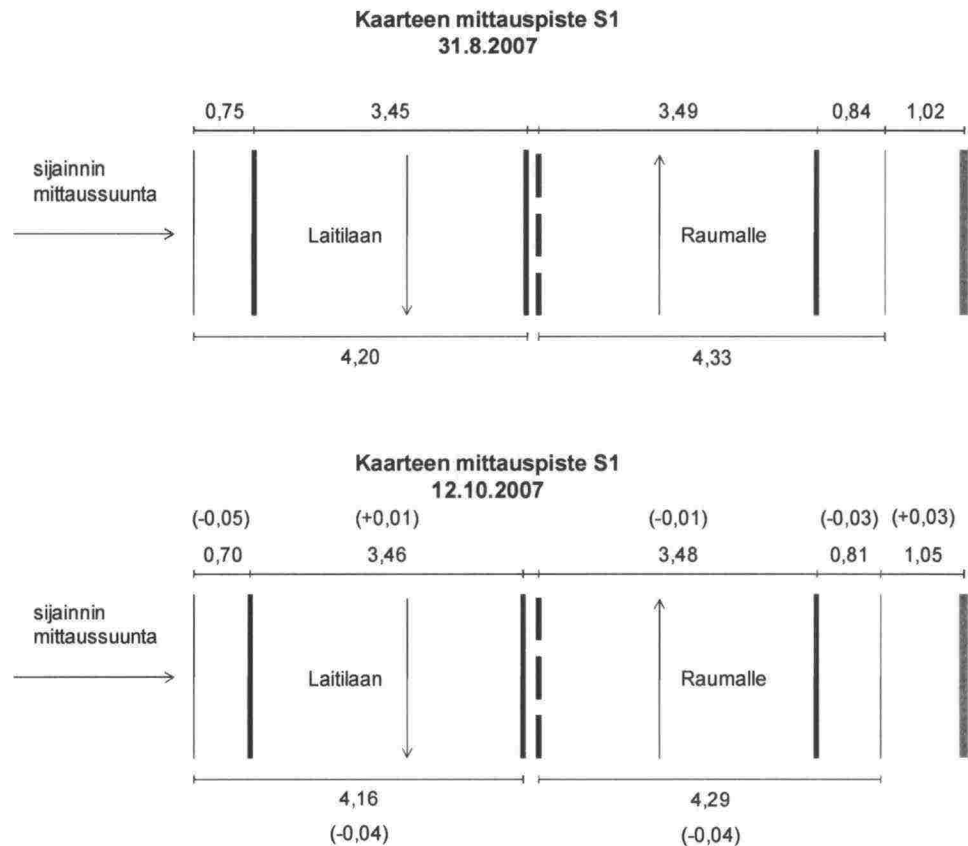 Kaarteen mittauspiste S1
31.8.2007
0,75 3,45 3,49 0,84 1,02
sijainnin
mittaussuunta
Laitilaan Raumalle
4,20 4,33
Kaarteen mittauspiste S1
12.10.2007
(-0,05) (+0,01) (-0,01) (-0,03) (+0,03)
0,70 3,46 3,48 0,81 1,05
sijainnin
mittaussuunta
Laitilaan Raumalle
4,16 4,29
(-0,04) (-0,04)